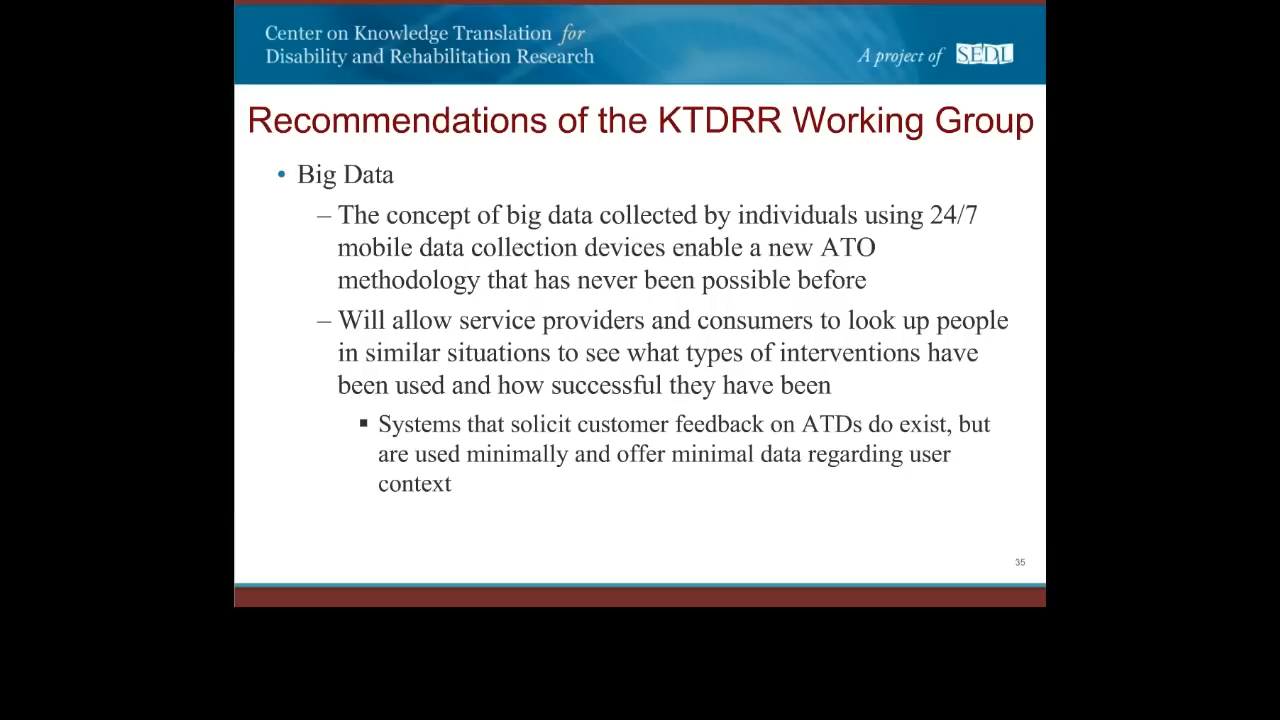 Center on Knowledge Translation for
Disability and Rehabilitation Research
A project of SEDL
Recommendations of the KTDRR Working Group
• Big Data
– The concept of big data collected by individuals using 24/7
mobile data collection devices enable a new ATO
methodology that has never been possible before
– Will allow service providers and consumers to look up people
in similar situations to see what types of interventions have
been used and how successful they have been
▪ Systems that solicit customer feedback on ATDs do exist, but
are used minimally and offer minimal data regarding user
context
35